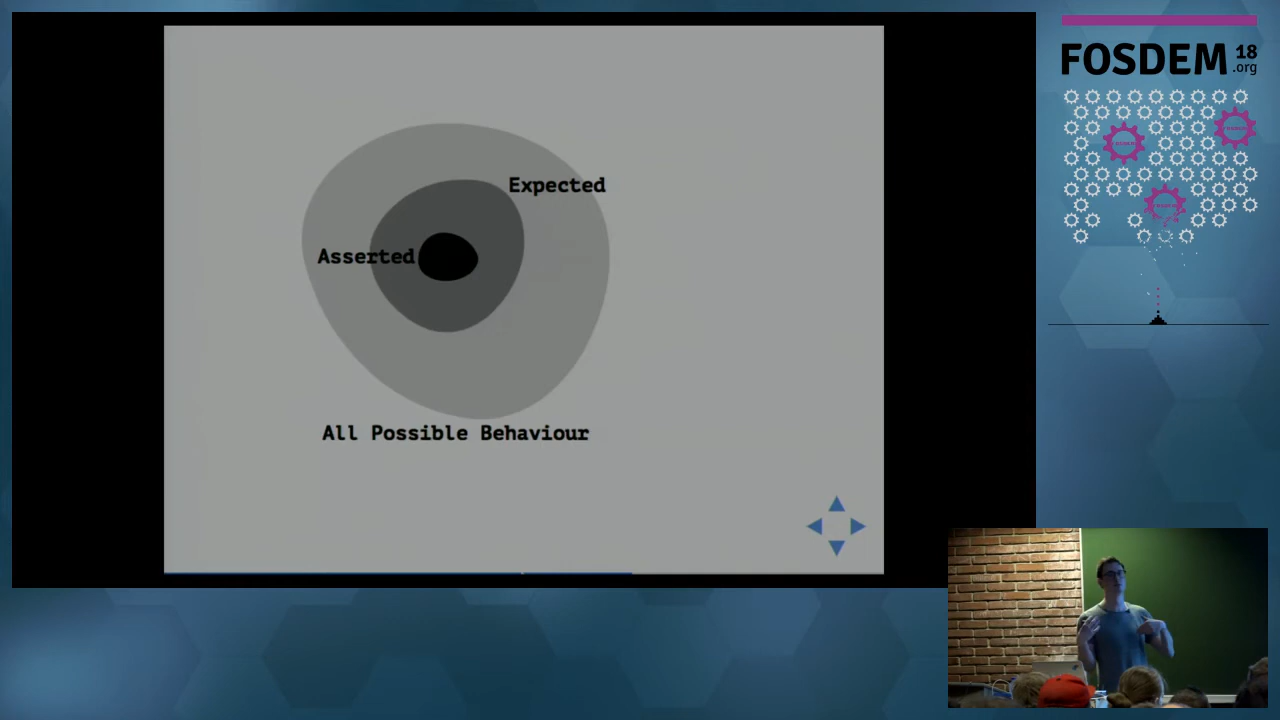 Expected
Asserted
All Possible Behaviour
FOSDEM 18
.org